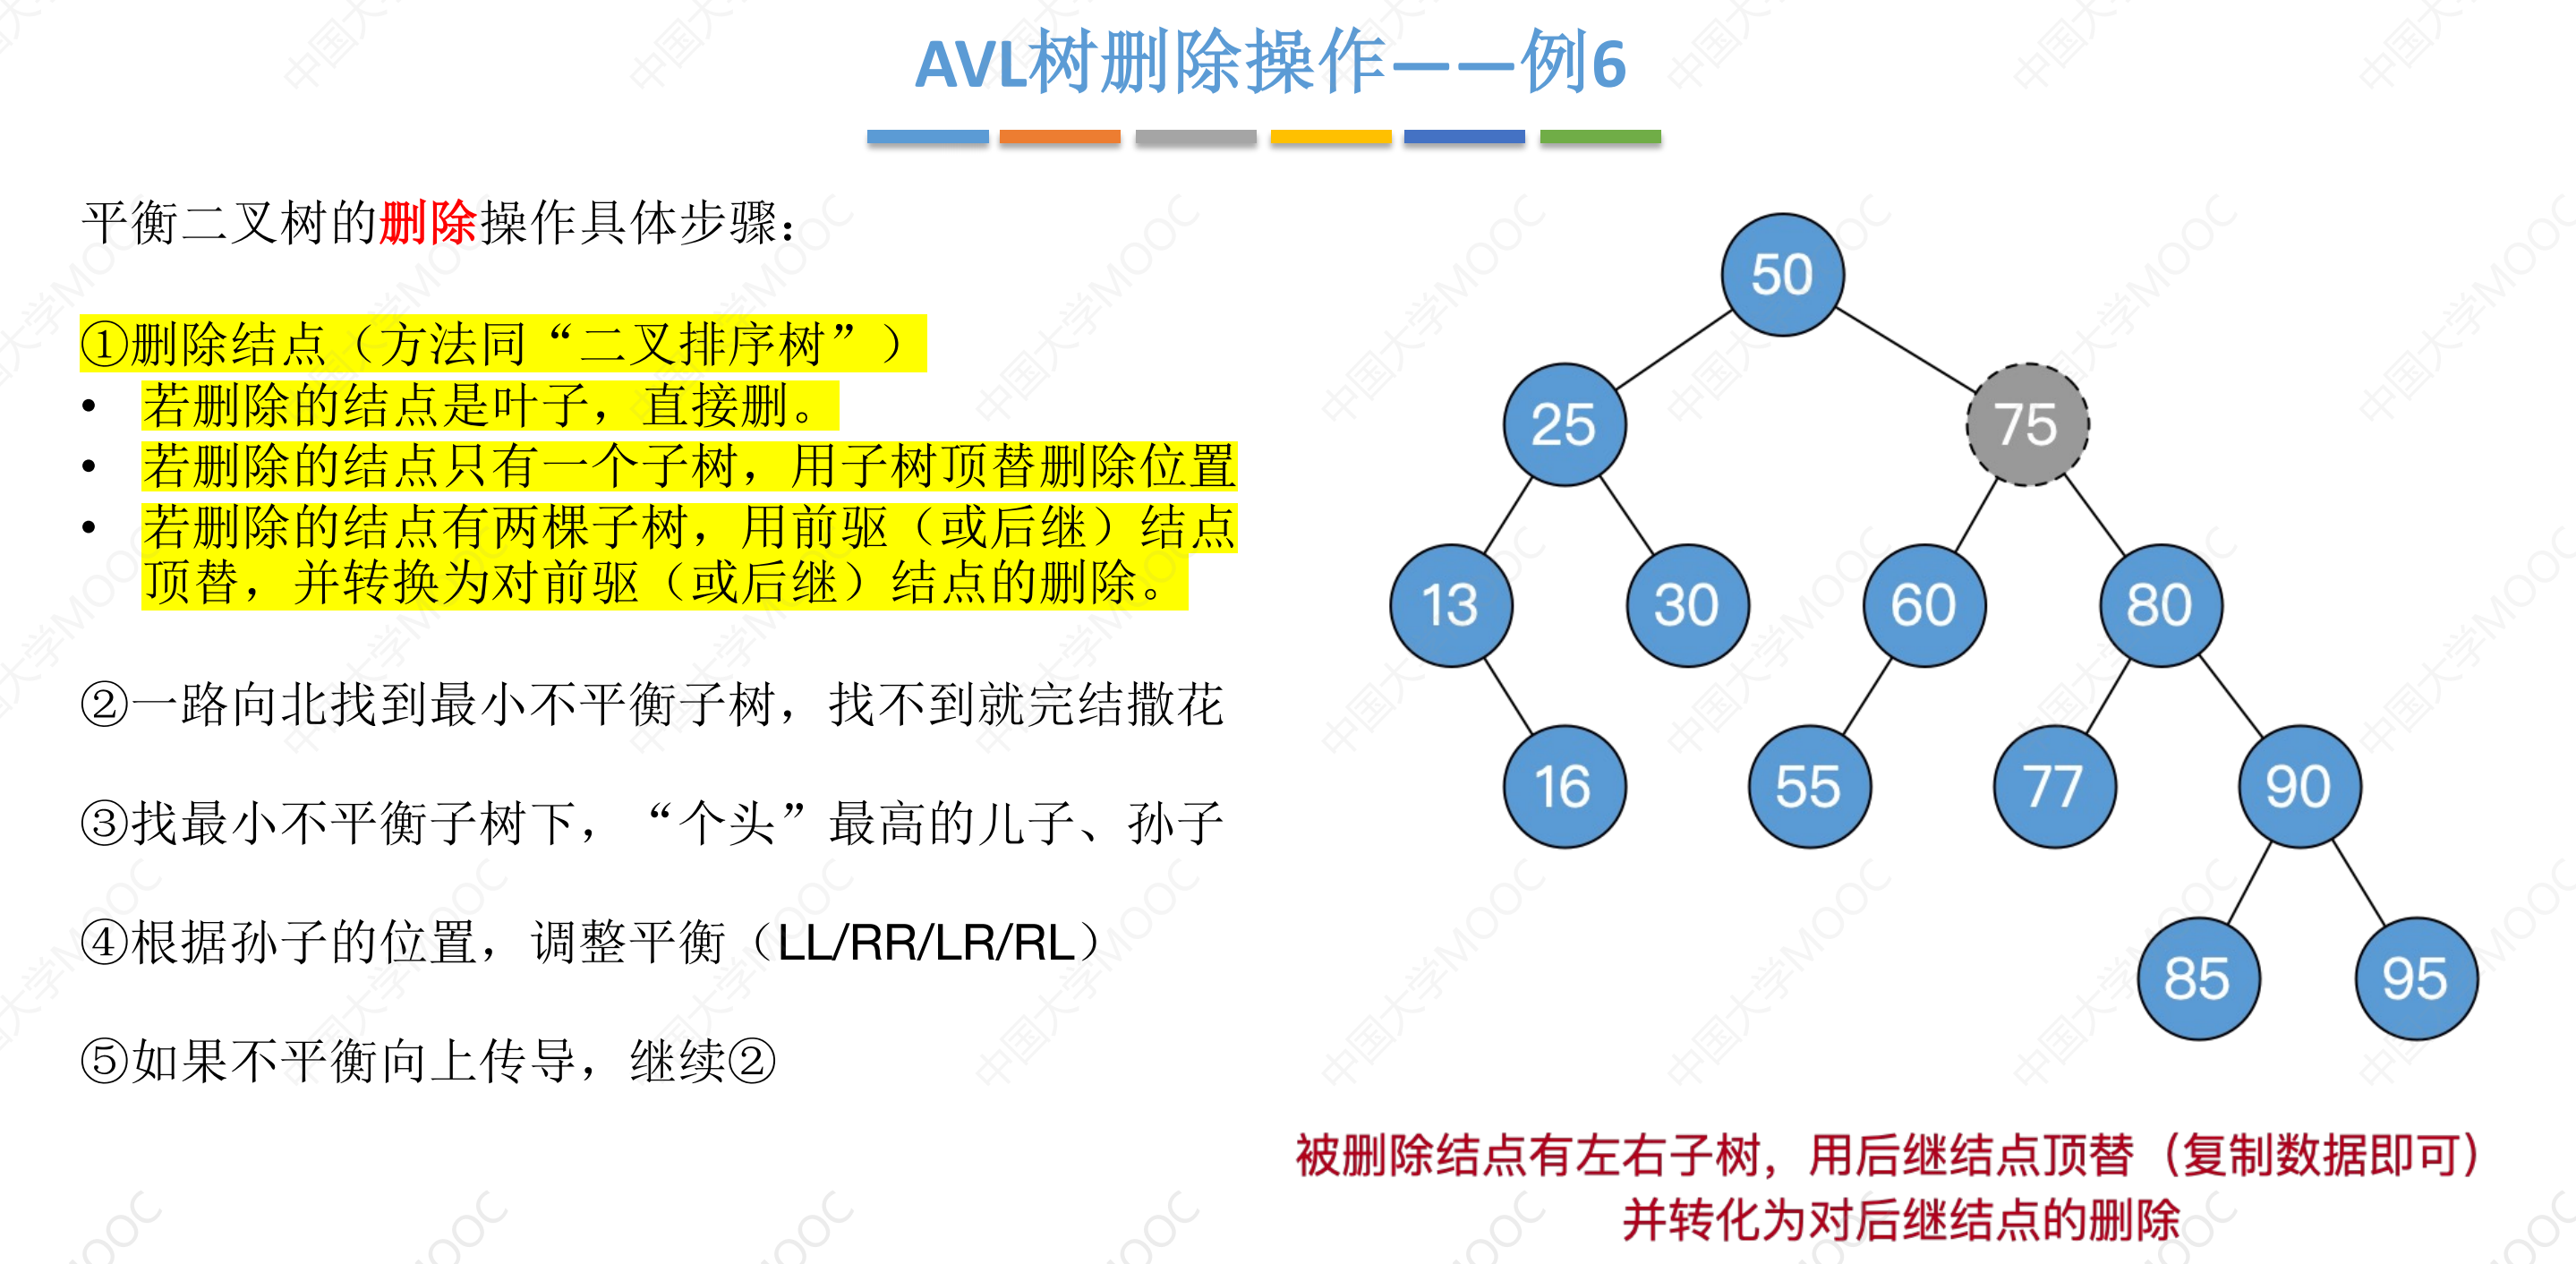 AVL树删除操作——例6
平衡二叉树的删除操作具体步骤：
①删除结点（方法同“二叉排序树”）
• 若删除的结点是叶子，直接删。
• 若删除的结点只有一个子树，用子树顶替删除位置
• 若删除的结点有两棵子树，用前驱（或后继）结点
顶替，并转换为对前驱（或后继）结点的删除。
②一路向北找到最小不平衡子树，找不到就完结撒花
③找最小不平衡子树下，“个头”最高的儿子、孙子
④根据孙子的位置，调整平衡（LL/RR/LR/RL）
⑤如果不平衡向上传导，继续②
50
25
75
13
30
60
80
16
55
77
90
85
95
被删除结点有左右子树，用后继结点顶替（复制数据即可）
并转化为对后继结点的删除
中国大学MOOC